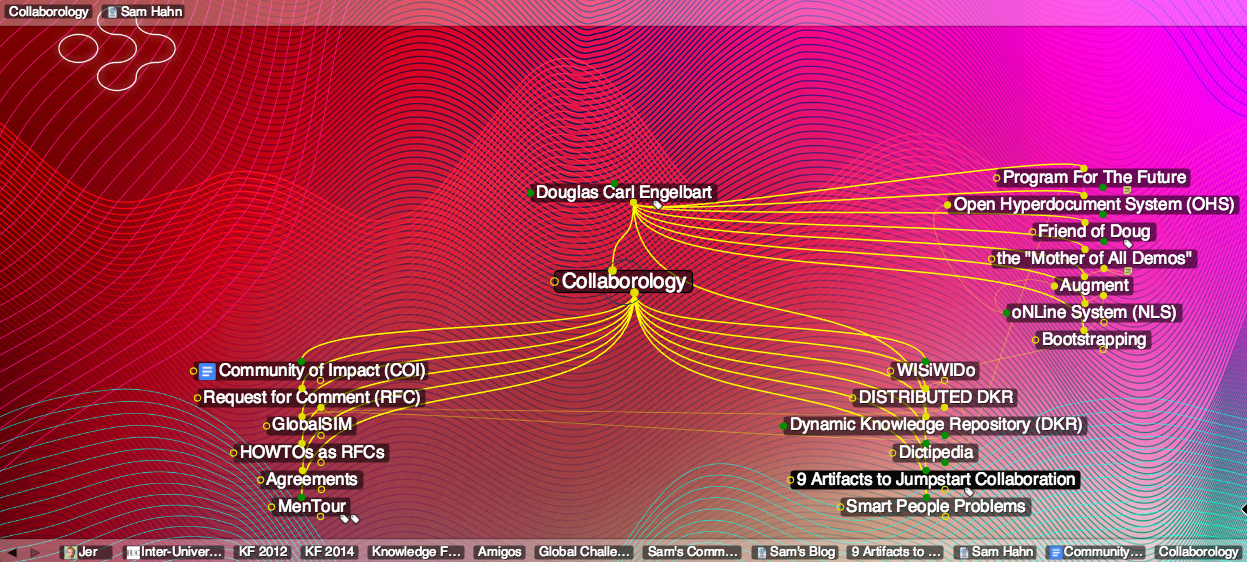 Collaborology
Sam Hahn
Douglas Carl Engelbart
Program For The Future
Open Hyperdocument System (OHS)
Friend of Doug
the "Mother of All Demos"
Augment
oNLine System (NLS)
Bootstrapping
Collaborology
Community of Impact (COI)
Request for Comment (RFC)
GlobalSIM
HOWTOs as RFCs
Agreements
MenTour
WISiWIDo
DISTRIBUTED DKR
Dynamic Knowledge Repository (DKR)
Dictipedia
9 Artifacts to Jumpstart Collaboration
Smart People Problems
Jer
Inter-Univer...
KF 2012
KF 2014
Knowledge F...
Amigos
Global Challe...
Sam's Comm...
Sam's Blog
9 Artifacts to ...
Sam Hahn
Community...
Collaborology